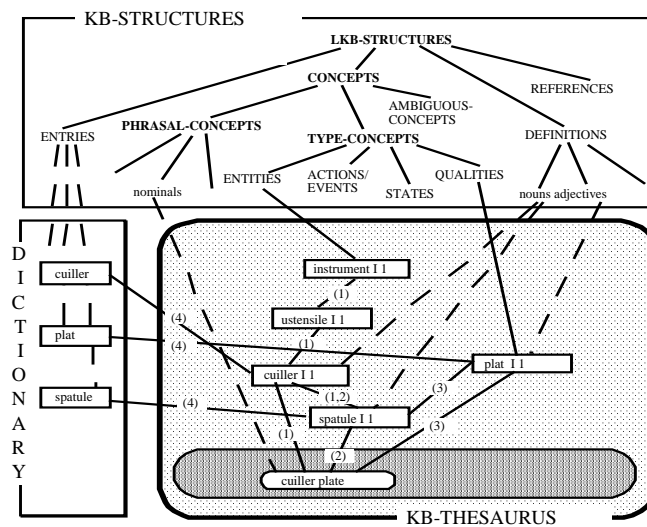 KB-STRUCTURES
LKB-STRUCTURES
CONCEPTS
REFERENCES
AMBIGUOUS-
CONCEPTS
ENTRIES
PHRASAL-CONCEPTS
TYPE-CONCEPTS
DEFINITIONS
ENTITIES
ACTIONS/
EVENTS
STATES
QUALITIES
nominals
nouns adjectives
DICTIONARY
cuiller
plat
spatule
instrument I 1
(1)
ustensile I 1
(4)
(4)
(1)
plat I 1
cuiller I 1
(1,2)
(3)
(4)
spatule I 1
(1)
(3)
(2)
cuiller plate
KB-THESAURUS